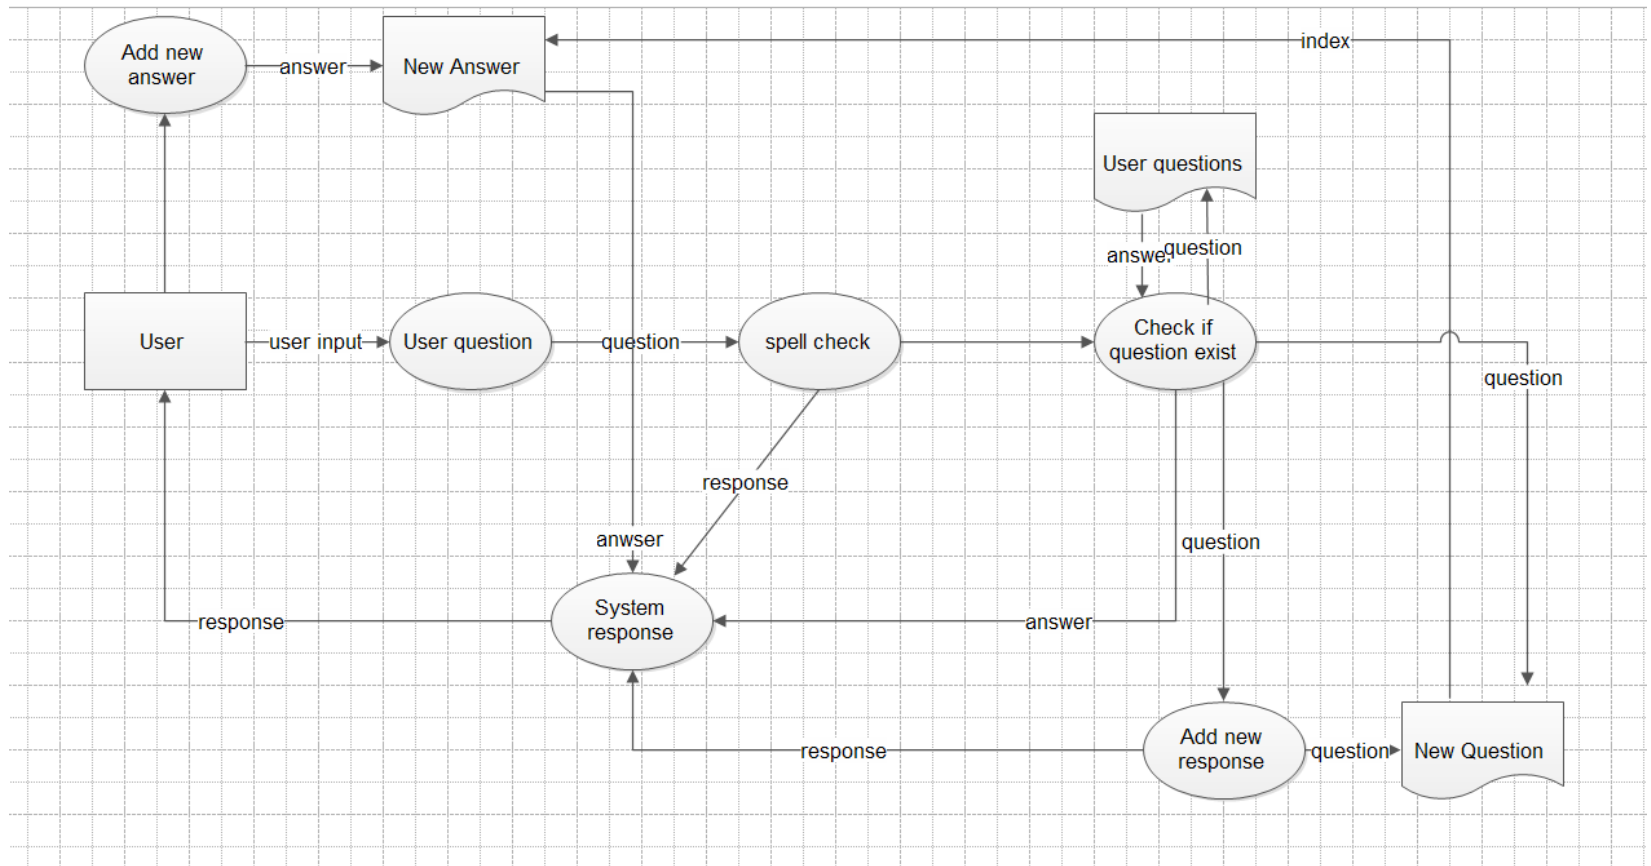 Add new
answer
answer
New Answer
index
User questions
answer
question
User
user input
User question
question
spell check
Check if
question exist
question
response
anwser
question
System
response
response
answer
response
Add new
response
question
New Question